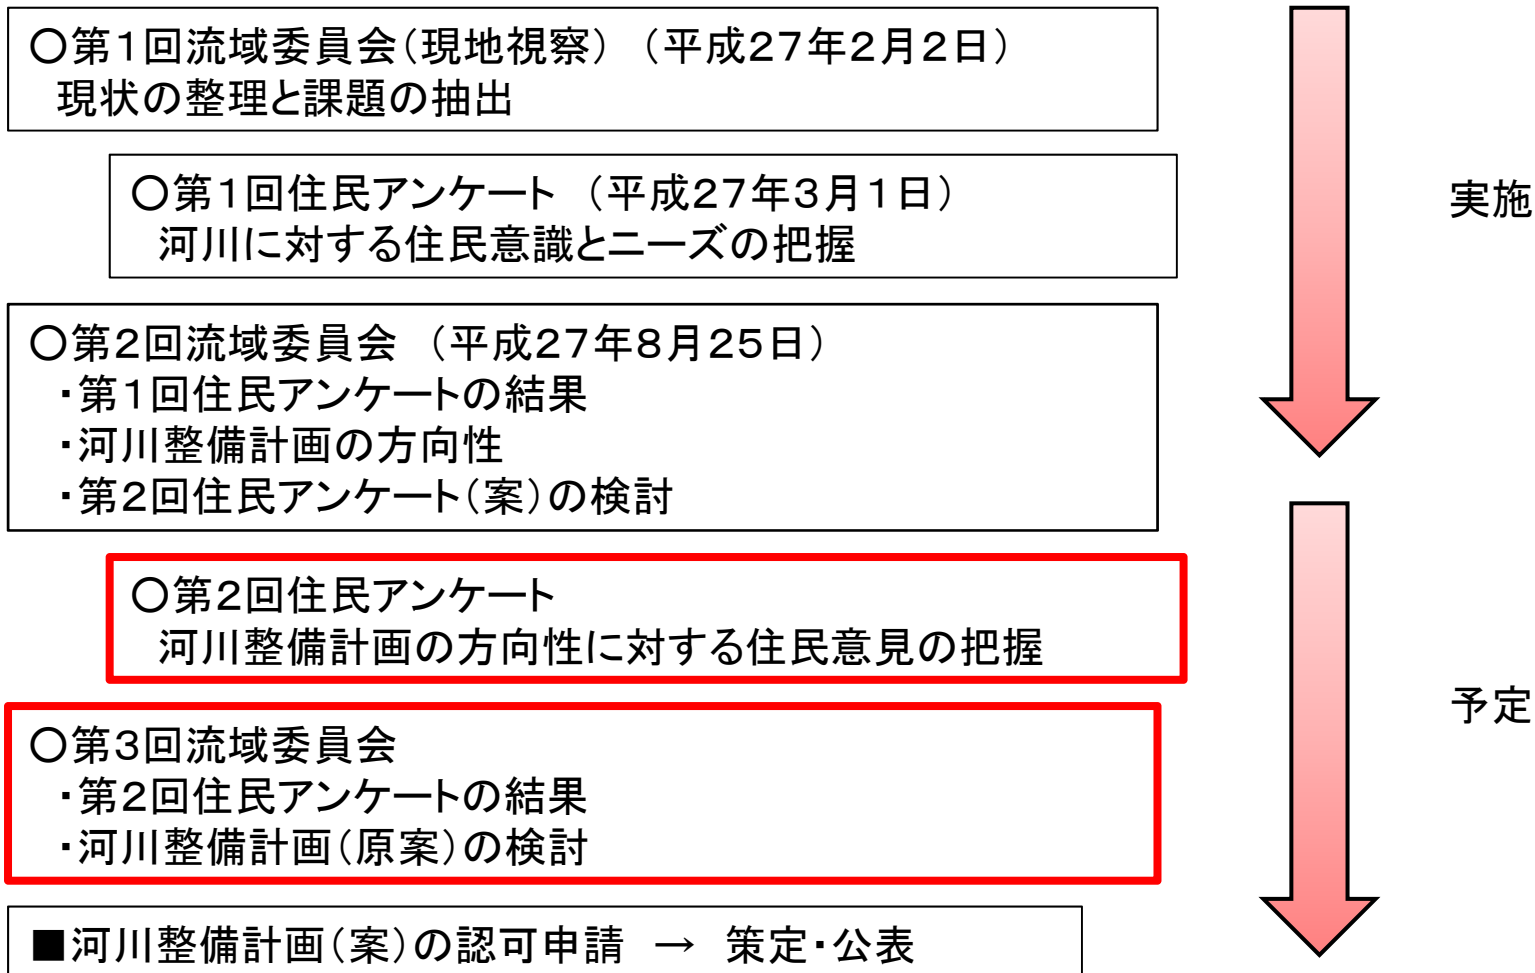 〇第１回流域委員会（現地視察）　（平成２７年２月２日）
現状の整理と課題の抽出
〇第１回住民アンケート　（平成２７年３月１日）
河川に対する住民意識とニーズの把握
実施
〇第２回流域委員会　（平成２７年８月２５日）
・第１回住民アンケートの結果
・河川整備計画の方向性
・第２回住民アンケート（案）の検討
〇第２回住民アンケート
河川整備計画の方向性に対する住民意見の把握
予定
〇第３回流域委員会
・第２回住民アンケートの結果
・河川整備計画（原案）の検討
■河川整備計画（案）の認可申請　→　策定・公表